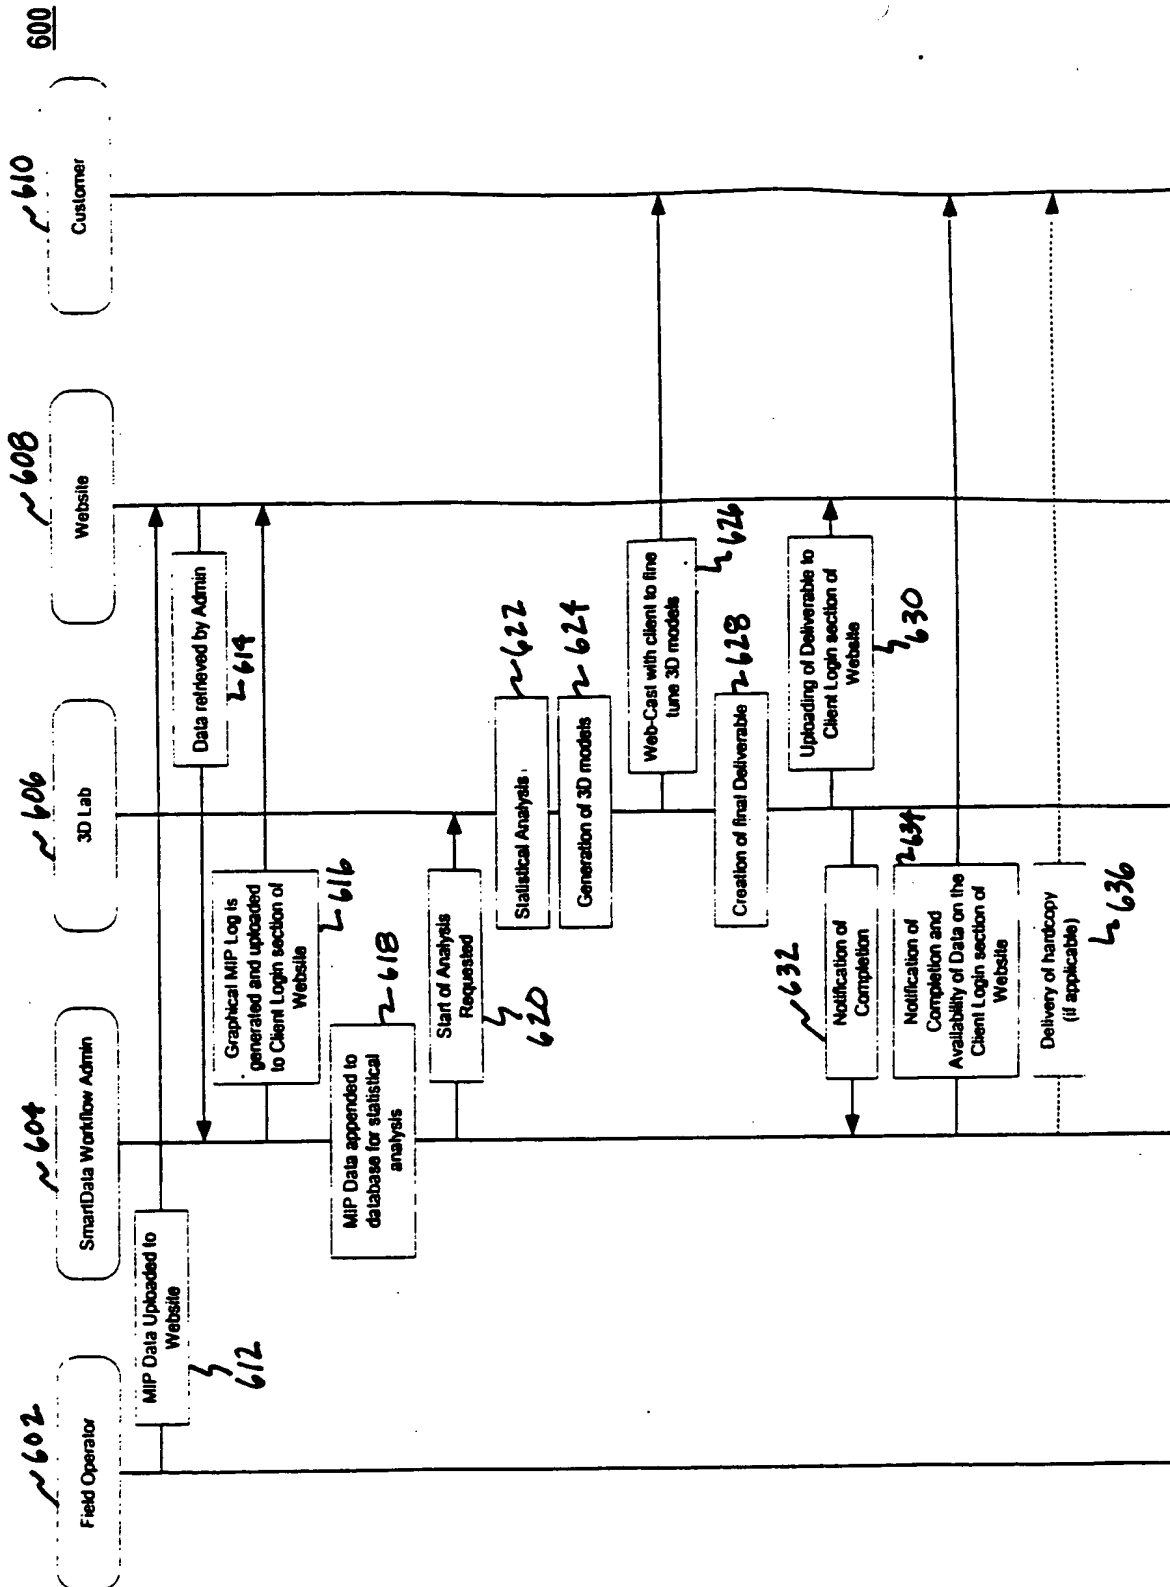 600
602
Field Operator
604
SmartData Workflow Admin
606
3D Lab
608
Website
610
Customer
MIP Data Uploaded to
Website
612
Data retrieved by Admin
614
Graphical MIP Log is
generated and uploaded
to Client Login section of
Website
616
MIP Data appended to
database for statistical
analysis
618
Start of Analysis
Requested
620
Statistical Analysis
622
Generation of 3D models
624
Web-Cast with client to fine
tune 3D models
626
Creation of final Deliverable
628
Uploading of Deliverable to
Client Login section of
Website
630
632
Notification of
Completion
634
Notification of
Completion and
Availability of Data on the
Client Login section of
Website
Delivery of hardcopy
(if applicable)
636